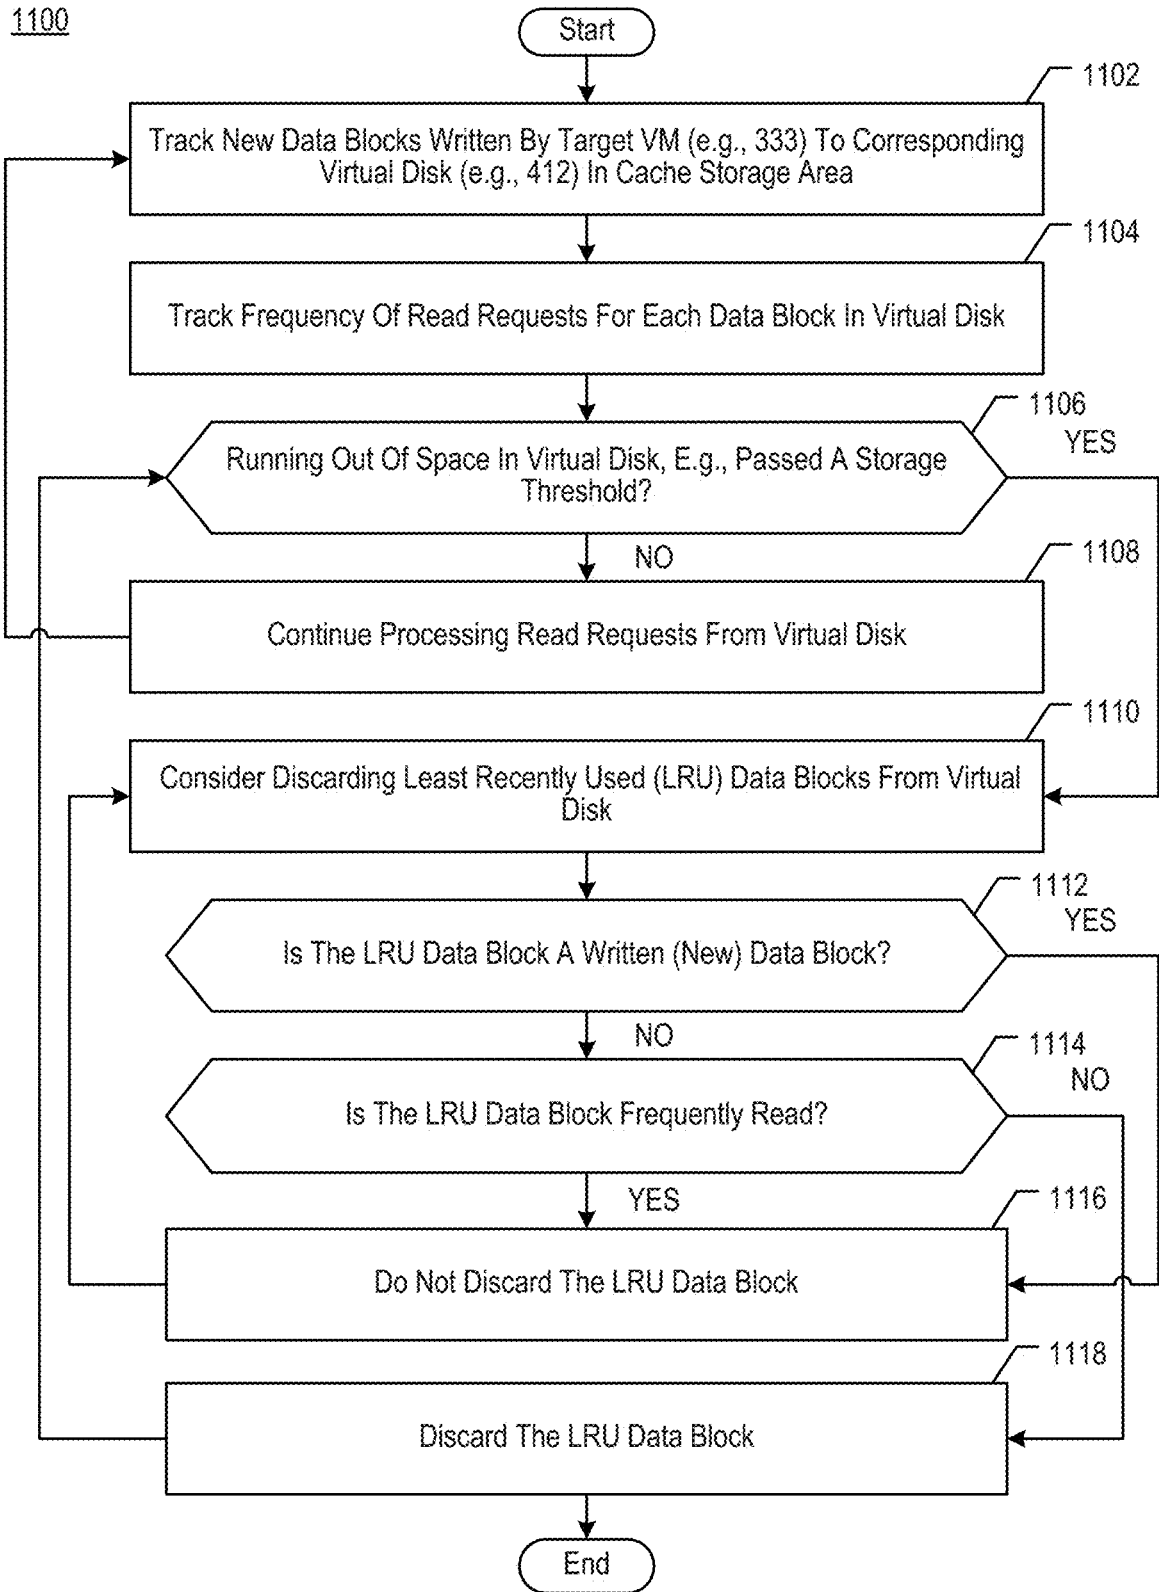 1100
Start
1102
Track New Data Blocks Written By Target VM (e.g., 333) To Corresponding
Virtual Disk (e.g., 412) In Cache Storage Area
1104
Track Frequency Of Read Requests For Each Data Block In Virtual Disk
1106
YES
Running Out Of Space In Virtual Disk, E.g., Passed A Storage
Threshold?
NO
1108
Continue Processing Read Requests From Virtual Disk
1110
Consider Discarding Least Recently Used (LRU) Data Blocks From Virtual
Disk
1112
YES
Is The LRU Data Block A Written (New) Data Block?
NO
1114
NO
Is The LRU Data Block Frequently Read?
YES
1116
Do Not Discard The LRU Data Block
1118
Discard The LRU Data Block
End